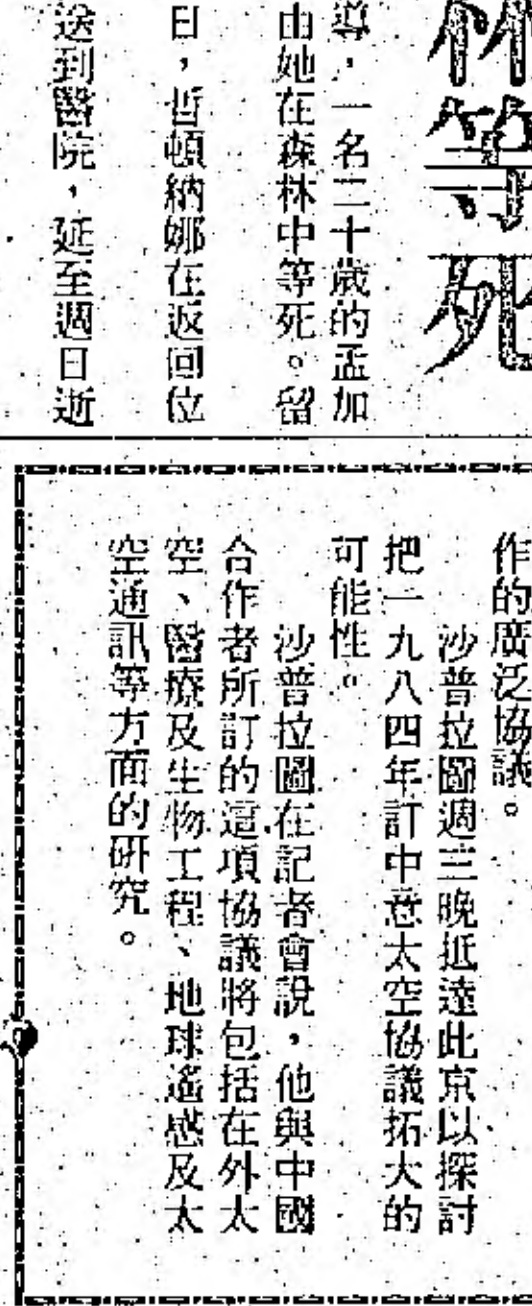 林等死
導，一名二十歲的孟加
由她在森林中等死。留
日，哲頓納娜在返回位
送到醫院，延至週日逝
作的廣泛協議。
沙普拉圖週三晚抵達此京以探討
把一九八四年訂中意太空協議拓大的
可能性。
沙普拉圖在記者會說，他與中國
合作者所訂的這項協議將包括在外太
空、醫療及生物工程、地球遙感及太
空通訊等方面的研究。